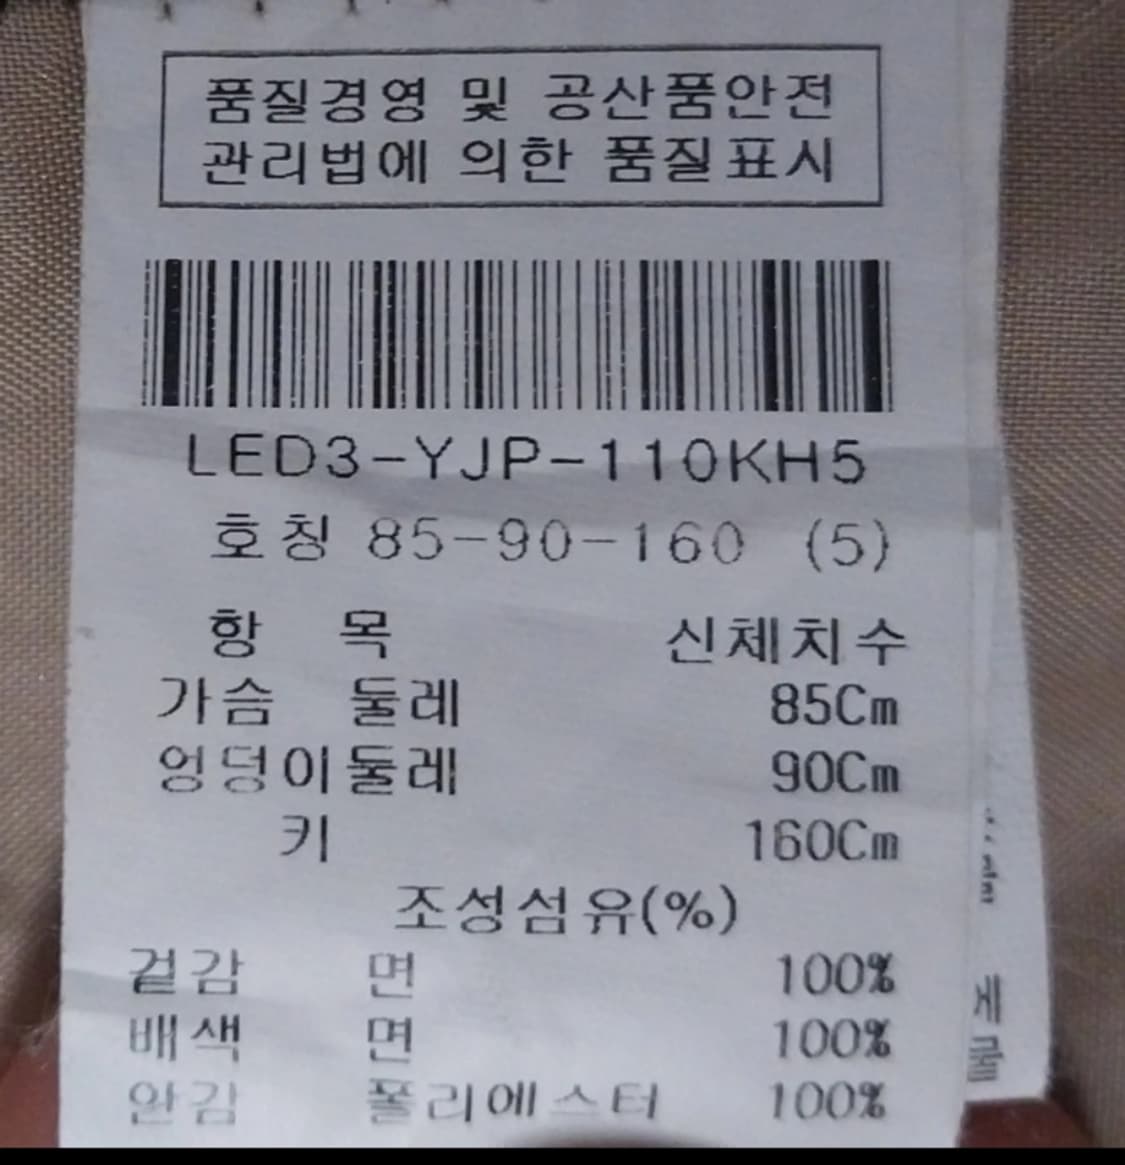 품질경영 및 공산품안전
관리법에 의한 품질표시
LED3-YJP-110KH5
호칭 85-90-160 (5)
항 목 신체치수
가슴 둘레 85Cm
엉덩이둘레 90Cm
키 160Cm
조성섬유(%)
겉감 면 100%
배색 면 100%
안감 폴리에스터 100%